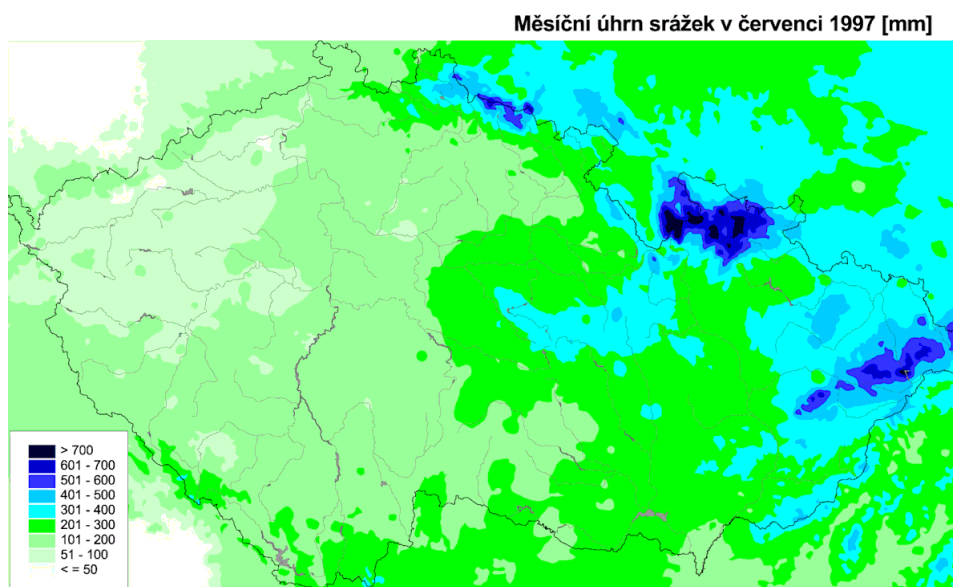 Měsíční úhrn srážek v červenci 1997 [mm]
> 700
601 - 700
501 - 600
401 - 500
301 - 400
201 - 300
101 - 200
51 - 100
< = 50